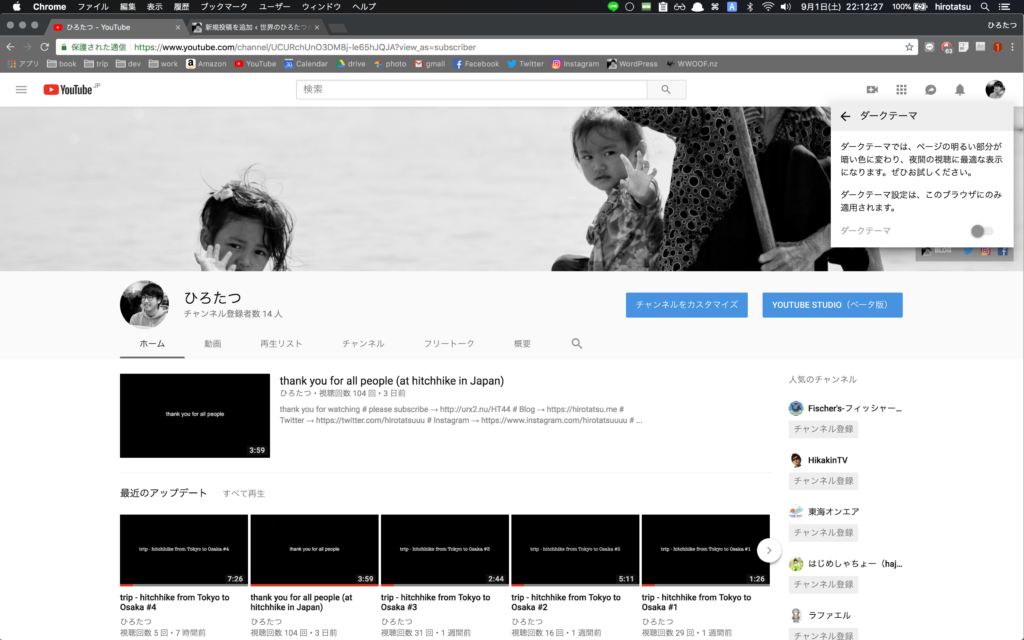 Chrome ファイル 編集 表示 履歴 ブックマーク ユーザー ウィンドウ ヘルプ 100% 9月1日(土) 22:12:27 hirotatsu
ひろたつ - YouTube
新規投稿を追加 ‹ 世界のひろたつ
ひろたつ
保護された通信 https://www.youtube.com/channel/UCURchUnO3DM8j-Ie65hJQJA?view_as=subscriber
アプリ book trip dev work Amazon YouTube Calendar drive photo gmail Facebook Twitter Instagram WordPress WWOOF.nz
YouTube JP
検索
ダークテーマ
ダークテーマでは、ページの明るい部分が
暗い色に変わり、夜間の視聴に最適な表示
になります。ぜひお試しください。
ダークテーマ設定は、このブラウザにのみ
適用されます。
ダークテーマ
BLOG
ひろたつ
チャンネル登録者数 14 人
チャンネルをカスタマイズ
YOUTUBE STUDIO（ベータ版）
ホーム 動画 再生リスト チャンネル フリートーク 概要
thank you for all people
3:59
thank you for all people (at hitchhike in Japan)
ひろたつ・視聴回数 104 回・3 日前
thank you for watching # please subscribe → http://urx2.nu/HT44 # Blog → https://hirotatsu.me #
Twitter → https://twitter.com/hirotatsuuu # Instagram → https://www.instagram.com/hirotatsuuuu # ...
最近のアップデート すべて再生
trip - hitchhike from Tokyo to Osaka #4
7:26
trip - hitchhike from Tokyo to
Osaka #4
ひろたつ
視聴回数 5 回・7 時間前
thank you for all people
3:59
thank you for all people (at
hitchhike in Japan)
ひろたつ
視聴回数 104 回・3 日前
trip - hitchhike from Tokyo to Osaka #3
2:44
trip - hitchhike from Tokyo to
Osaka #3
ひろたつ
視聴回数 31 回・1 週間前
5:11
trip - hitchhike from Tokyo to
Osaka #2
ひろたつ
視聴回数 16 回・1 週間前
trip - hitchhike from Tokyo to Osaka #1
1:26
trip - hitchhike from Tokyo to
Osaka #1
ひろたつ
視聴回数 29 回・1 週間前
人気のチャンネル
Fischer's-フィッシャー...
チャンネル登録
HikakinTV
チャンネル登録
東海オンエア
チャンネル登録
はじめしゃちょー（haj...
チャンネル登録
ラファエル
チャンネル登録